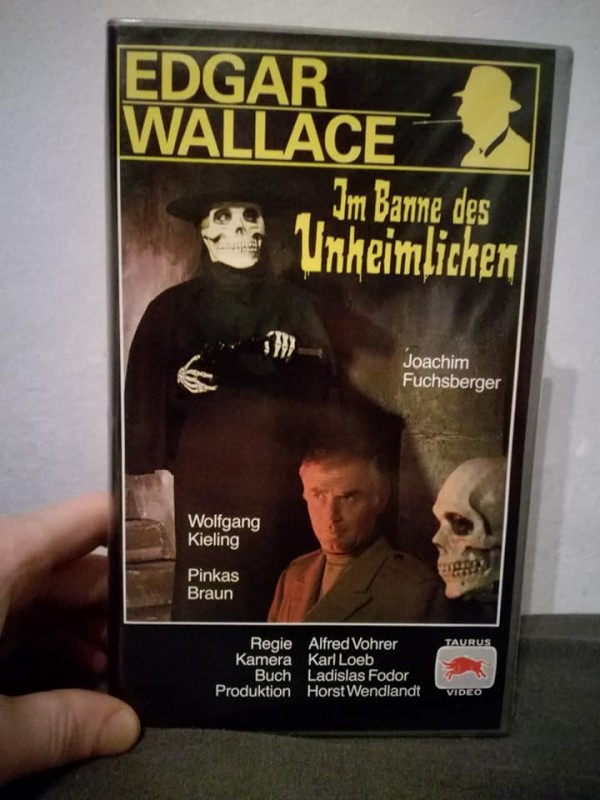 EDGAR
WALLACE
Im Banne des
Unheimlichen
Joachim
Fuchsberger
Wolfgang
Kieling
Pinkas
Braun
Regie Alfred Vohrer
Kamera Karl Loeb
Buch Ladislas Fodor
Produktion Horst Wendlandt
TAURUS
VIDEO